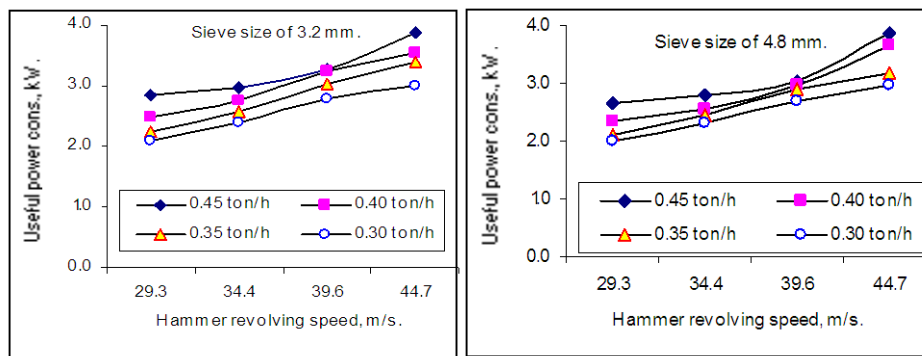 Sieve size of 3.2 mm.
Useful power cons., kW.
4.0
3.0
2.0
1.0
0.0
0.45 ton/h
0.40 ton/h
0.35 ton/h
0.30 ton/h
29.3 34.4 39.6 44.7
Hammer revolving speed, m/s.
Sieve size of 4.8 mm.
Useful power cons., kW.
4.0
3.0
2.0
1.0
0.0
0.45 ton/h
0.40 ton/h
0.35 ton/h
0.30 ton/h
29.3 34.4 39.6 44.7
Hammer revolving speed, m/s.